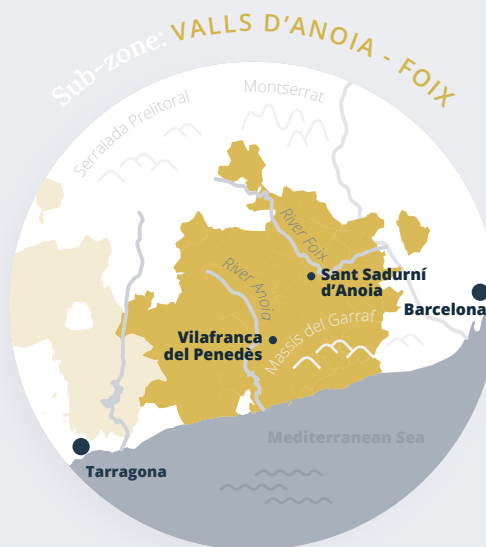 Sub-zone: VALLS D’ANOIA - FOIX
Montserrat
Serralada Prelitoral
River Foix
River Anoia
Sant Sadurní
d’Anoia
Barcelona
Vilafranca
del Penedès
Massís del Garraf
Mediterranean Sea
Tarragona